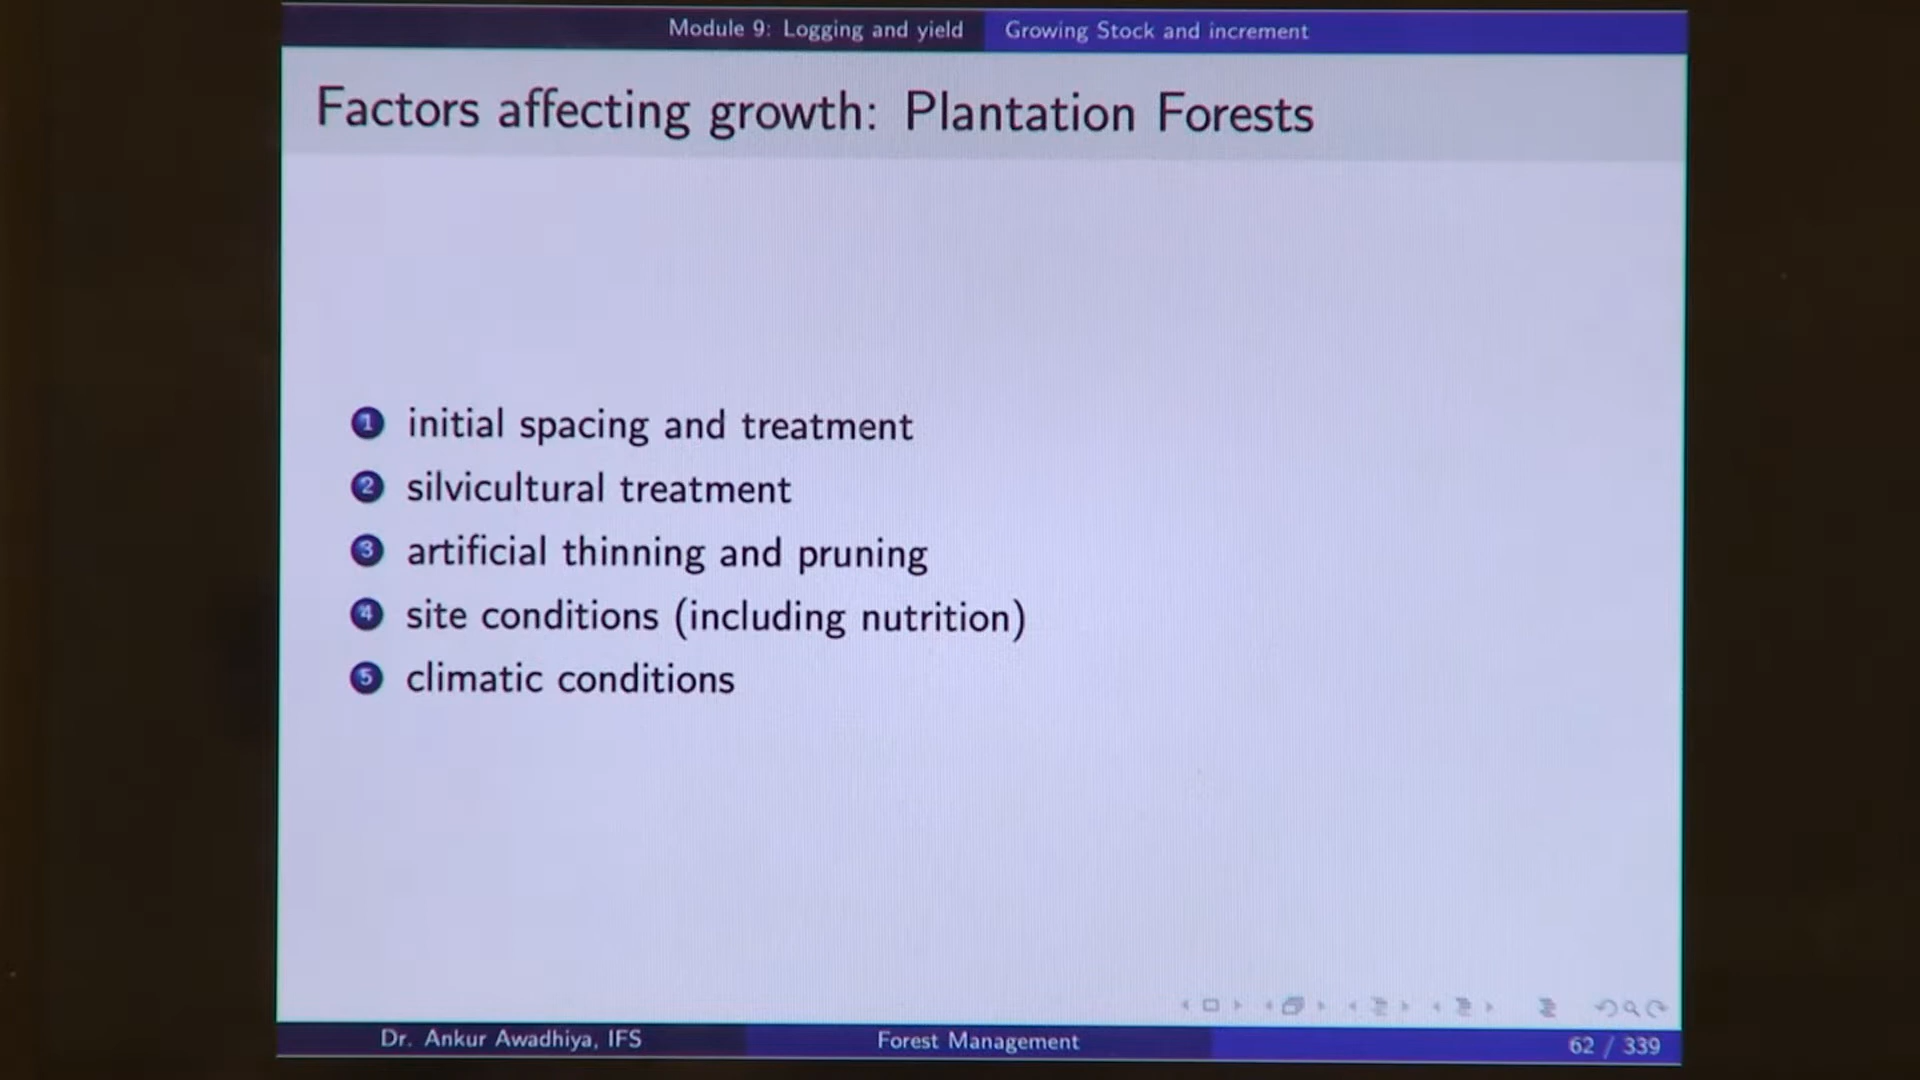 Module 9: Logging and yield Growing Stock and increment
Factors affecting growth: Plantation Forests
1 initial spacing and treatment
2 silvicultural treatment
3 artificial thinning and pruning
4 site conditions (including nutrition)
5 climatic conditions
Dr. Ankur Awadhiya, IFS Forest Management 62 / 339